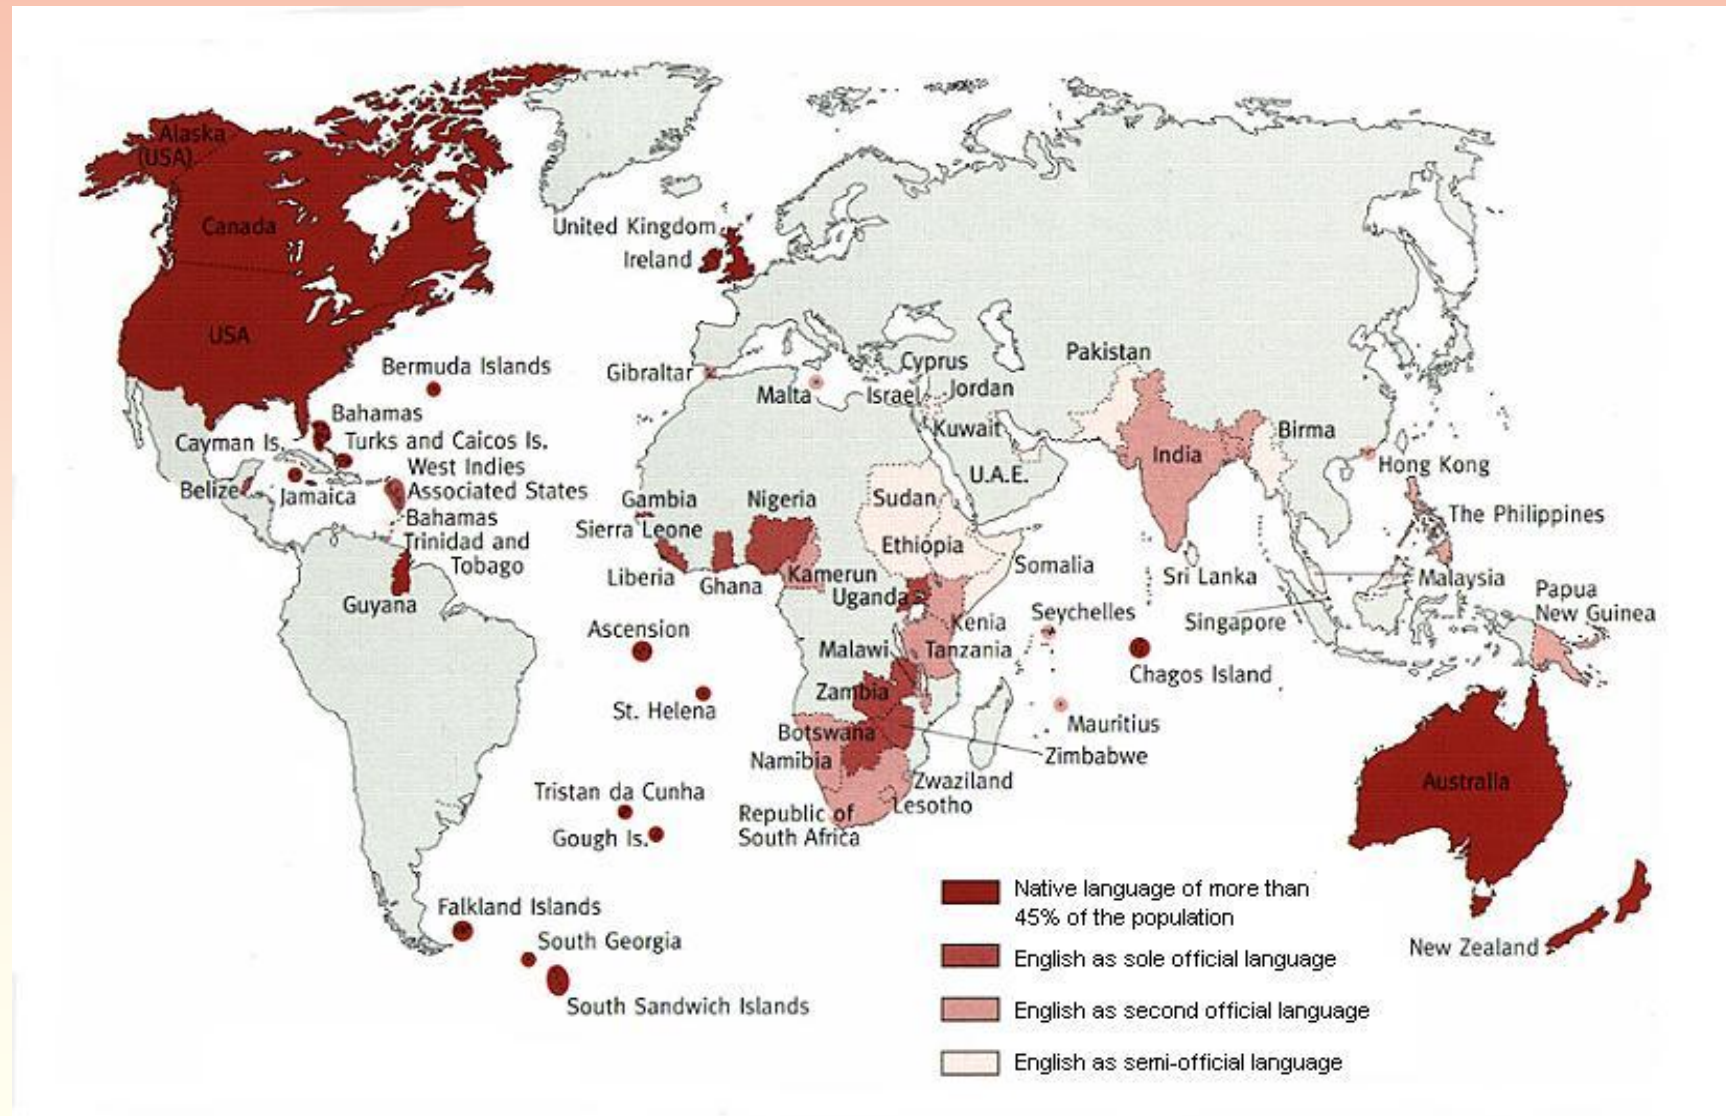 Alaska
(USA)
Canada
USA
United Kingdom
Ireland
Bermuda Islands
Bahamas
Cayman Is.
Turks and Caicos Is.
West Indies
Associated States
Belize
Jamaica
Bahamas
Trinidad and
Tobago
Guyana
Gibraltar
Malta
Cyprus
Israel
Jordan
Kuwait
U.A.E.
Pakistan
India
Birma
Hong Kong
The Philippines
Gambia
Nigeria
Sudan
Sierra Leone
Ethiopia
Somalia
Liberia
Ghana
Kamerun
Uganda
Sri Lanka
Malaysia
Singapore
Papua
New Guinea
Kenia
Seychelles
Ascension
Malawi
Tanzania
Chagos Island
Zambia
St. Helena
Botswana
Mauritius
Namibia
Zimbabwe
Zwaziland
Lesotho
Tristan da Cunha
Republic of
South Africa
Gough Is.
Australia
Falkland Islands
South Georgia
South Sandwich Islands
New Zealand
Native language of more than
45% of the population
English as sole official language
English as second official language
English as semi-official language